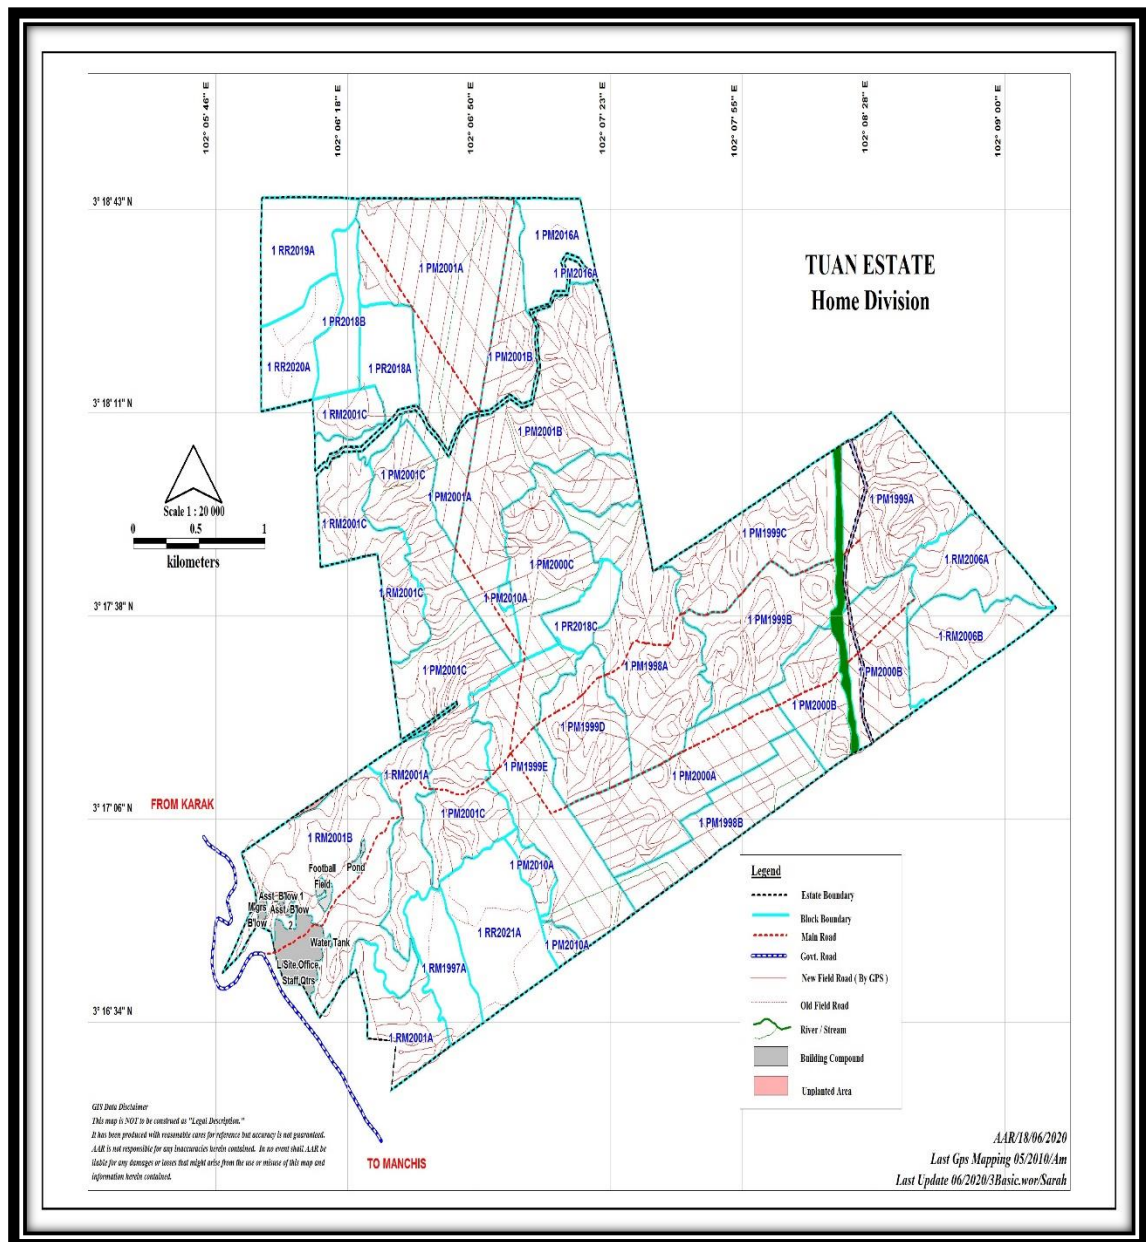 102° 05' 46" E
102° 06' 18" E
102° 06' 50" E
102° 07' 23" E
102° 07' 55" E
102° 08' 28" E
102° 09' 00" E
3° 18' 43" N
3° 18' 11" N
3° 17' 38" N
3° 17' 06" N
3° 16' 34" N
TUAN ESTATE
Home Division
1 RR2019A
1 PM2001A
1 PM2016A
1 PM2016A
1 PR2018B
1 PM2001B
1 RR2020A
1 PR2018A
1 RM2001C
1 PM2001B
1 PM2001C
1 PM2001A
1 PM1999A
1 RM2001C
1 PM1999C
1 PM2000C
1 RM2006A
1 RM2001C
1 PM2010A
1 PM1999B
1 PR2018C
1 RM2006B
1 PM2001C
1 PM1998A
1 PM2000B
1 PM2000B
1 PM1999D
1 RM2001A
1 PM1999E
1 PM2000A
1 PM2001C
1 PM1998B
1 RM2001B
1 PM2010A
1 RR2021A
1 PM2010A
1 RM1997A
1 RM2001A
Scale 1 : 20 000
0 0.5 1
kilometers
FROM KARAK
Football
Field
Pond
Asst B'low 1
Mgrs
B'low
Asst B'low
2
Water Tank
L/Site,Office,
Staff Qtrs
TO MANCHIS
Legend
Estate Boundary
Block Boundary
Main Road
Govt. Road
New Field Road ( By GPS )
Old Field Road
River / Stream
Building Compound
Unplanted Area
GIS Data Disclaimer
This map is NOT to be construed as "Legal Description."
It has been produced with reasonable cares for reference but accuracy is not guaranteed.
AAR is not responsible for any inaccuracies herein contained. In no event shall AAR be
liable for any damages or losses that might arise from the use or misuse of this map and
information herein contained.
AAR/18/06/2020
Last Gps Mapping 05/2010/Am
Last Update 06/2020/3Basic.wor/Sarah